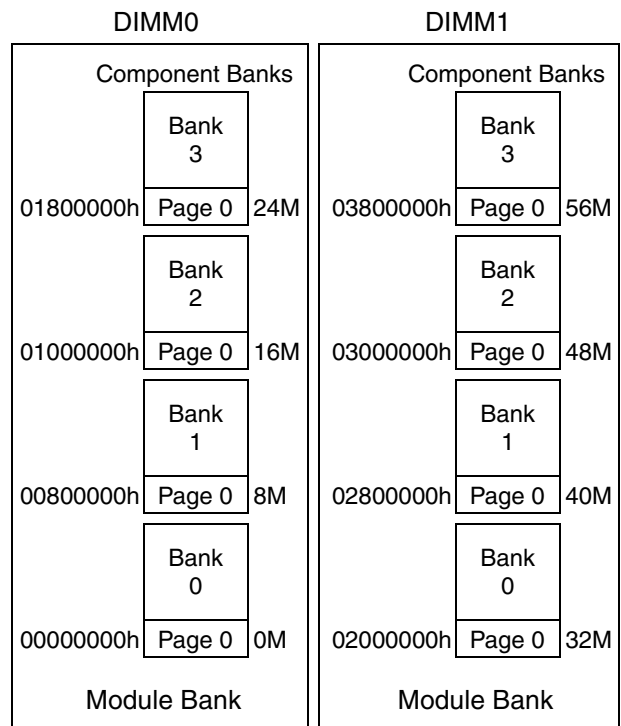 DIMM0
Component Banks
Bank
3
01800000h Page 0 24M
Bank
2
01000000h Page 0 16M
Bank
1
00800000h Page 0 8M
Bank
0
00000000h Page 0 0M
Module Bank
DIMM1
Component Banks
Bank
3
03800000h Page 0 56M
Bank
2
03000000h Page 0 48M
Bank
1
02800000h Page 0 40M
Bank
0
02000000h Page 0 32M
Module Bank